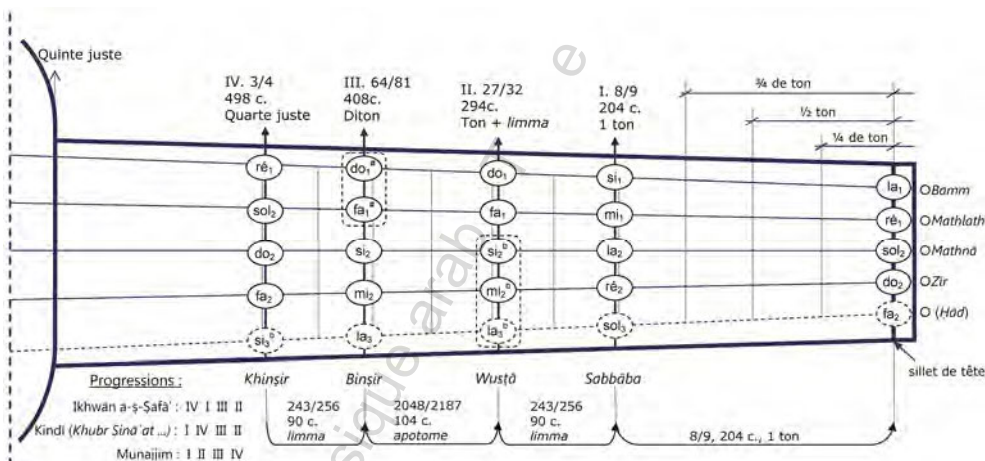 Quinte juste
IV. 3/4
498 c.
Quarte juste
III. 64/81
408c.
Diton
II. 27/32
294c.
Ton + limma
I. 8/9
204 c.
1 ton
¾ de ton
½ ton
¼ de ton
ré₁ do₁# do₁ si₁ la₁ Bamm
sol₂ fa₁# fa₁ mi₁ ré₁ Mathlath
do₂ si₂ si₂b la₂ sol₂ Mathnā
fa₂ mi₂ mi₂b ré₂ do₂ Zīr
si₃b la₃ la₃b sol₃ fa₂ (Ḥād)
sillet de tête
Khinṣir Binṣir Wusṭā Sabbāba
Progressions :
Ikhwān a-ṣ-Ṣafā' : IV I III II
Kindī (Khubr Sinā'at ...) : I IV III II
Munajjim : I II III IV
243/256
90 c.
limma
2048/2187
104 c.
apotome
243/256
90 c.
limma
8/9, 204 c., 1 ton
sique arab
e